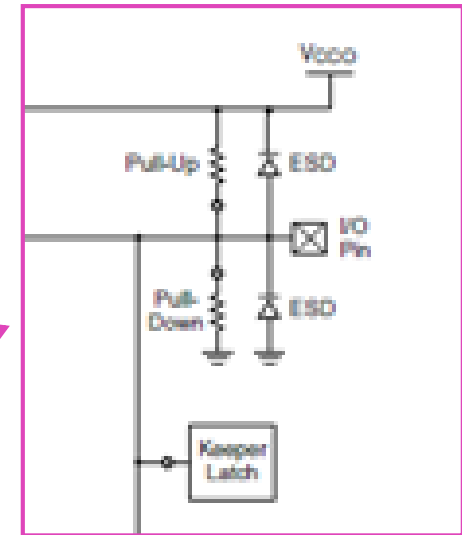 VCCO
Pull-Up
ESD
I/O
Pin
Pull-
Down
ESD
Keeper
Latch